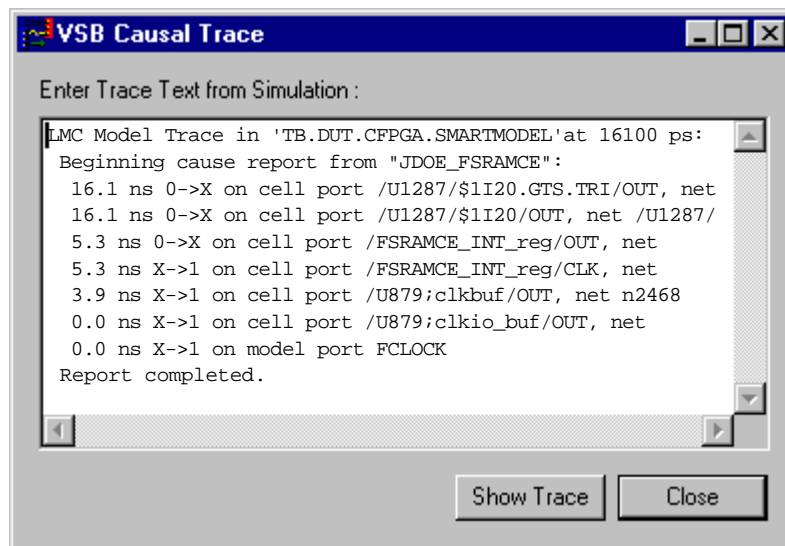 VSB Causal Trace
Enter Trace Text from Simulation :
LMC Model Trace in 'TB.DUT.CFPGA.SMARTMODEL'at 16100 ps:
Beginning cause report from "JDOE_FSRAMCE":
16.1 ns 0->X on cell port /U1287/$1I20.GTS.TRI/OUT, net
16.1 ns 0->X on cell port /U1287/$1I20/OUT, net /U1287/
5.3 ns 0->X on cell port /FSRAMCE_INT_reg/OUT, net
5.3 ns X->1 on cell port /FSRAMCE_INT_reg/CLK, net
3.9 ns X->1 on cell port /U879;clkbuf/OUT, net n2468
0.0 ns X->1 on cell port /U879;clkio_buf/OUT, net
0.0 ns X->1 on model port FCLOCK
Report completed.
Show Trace
Close